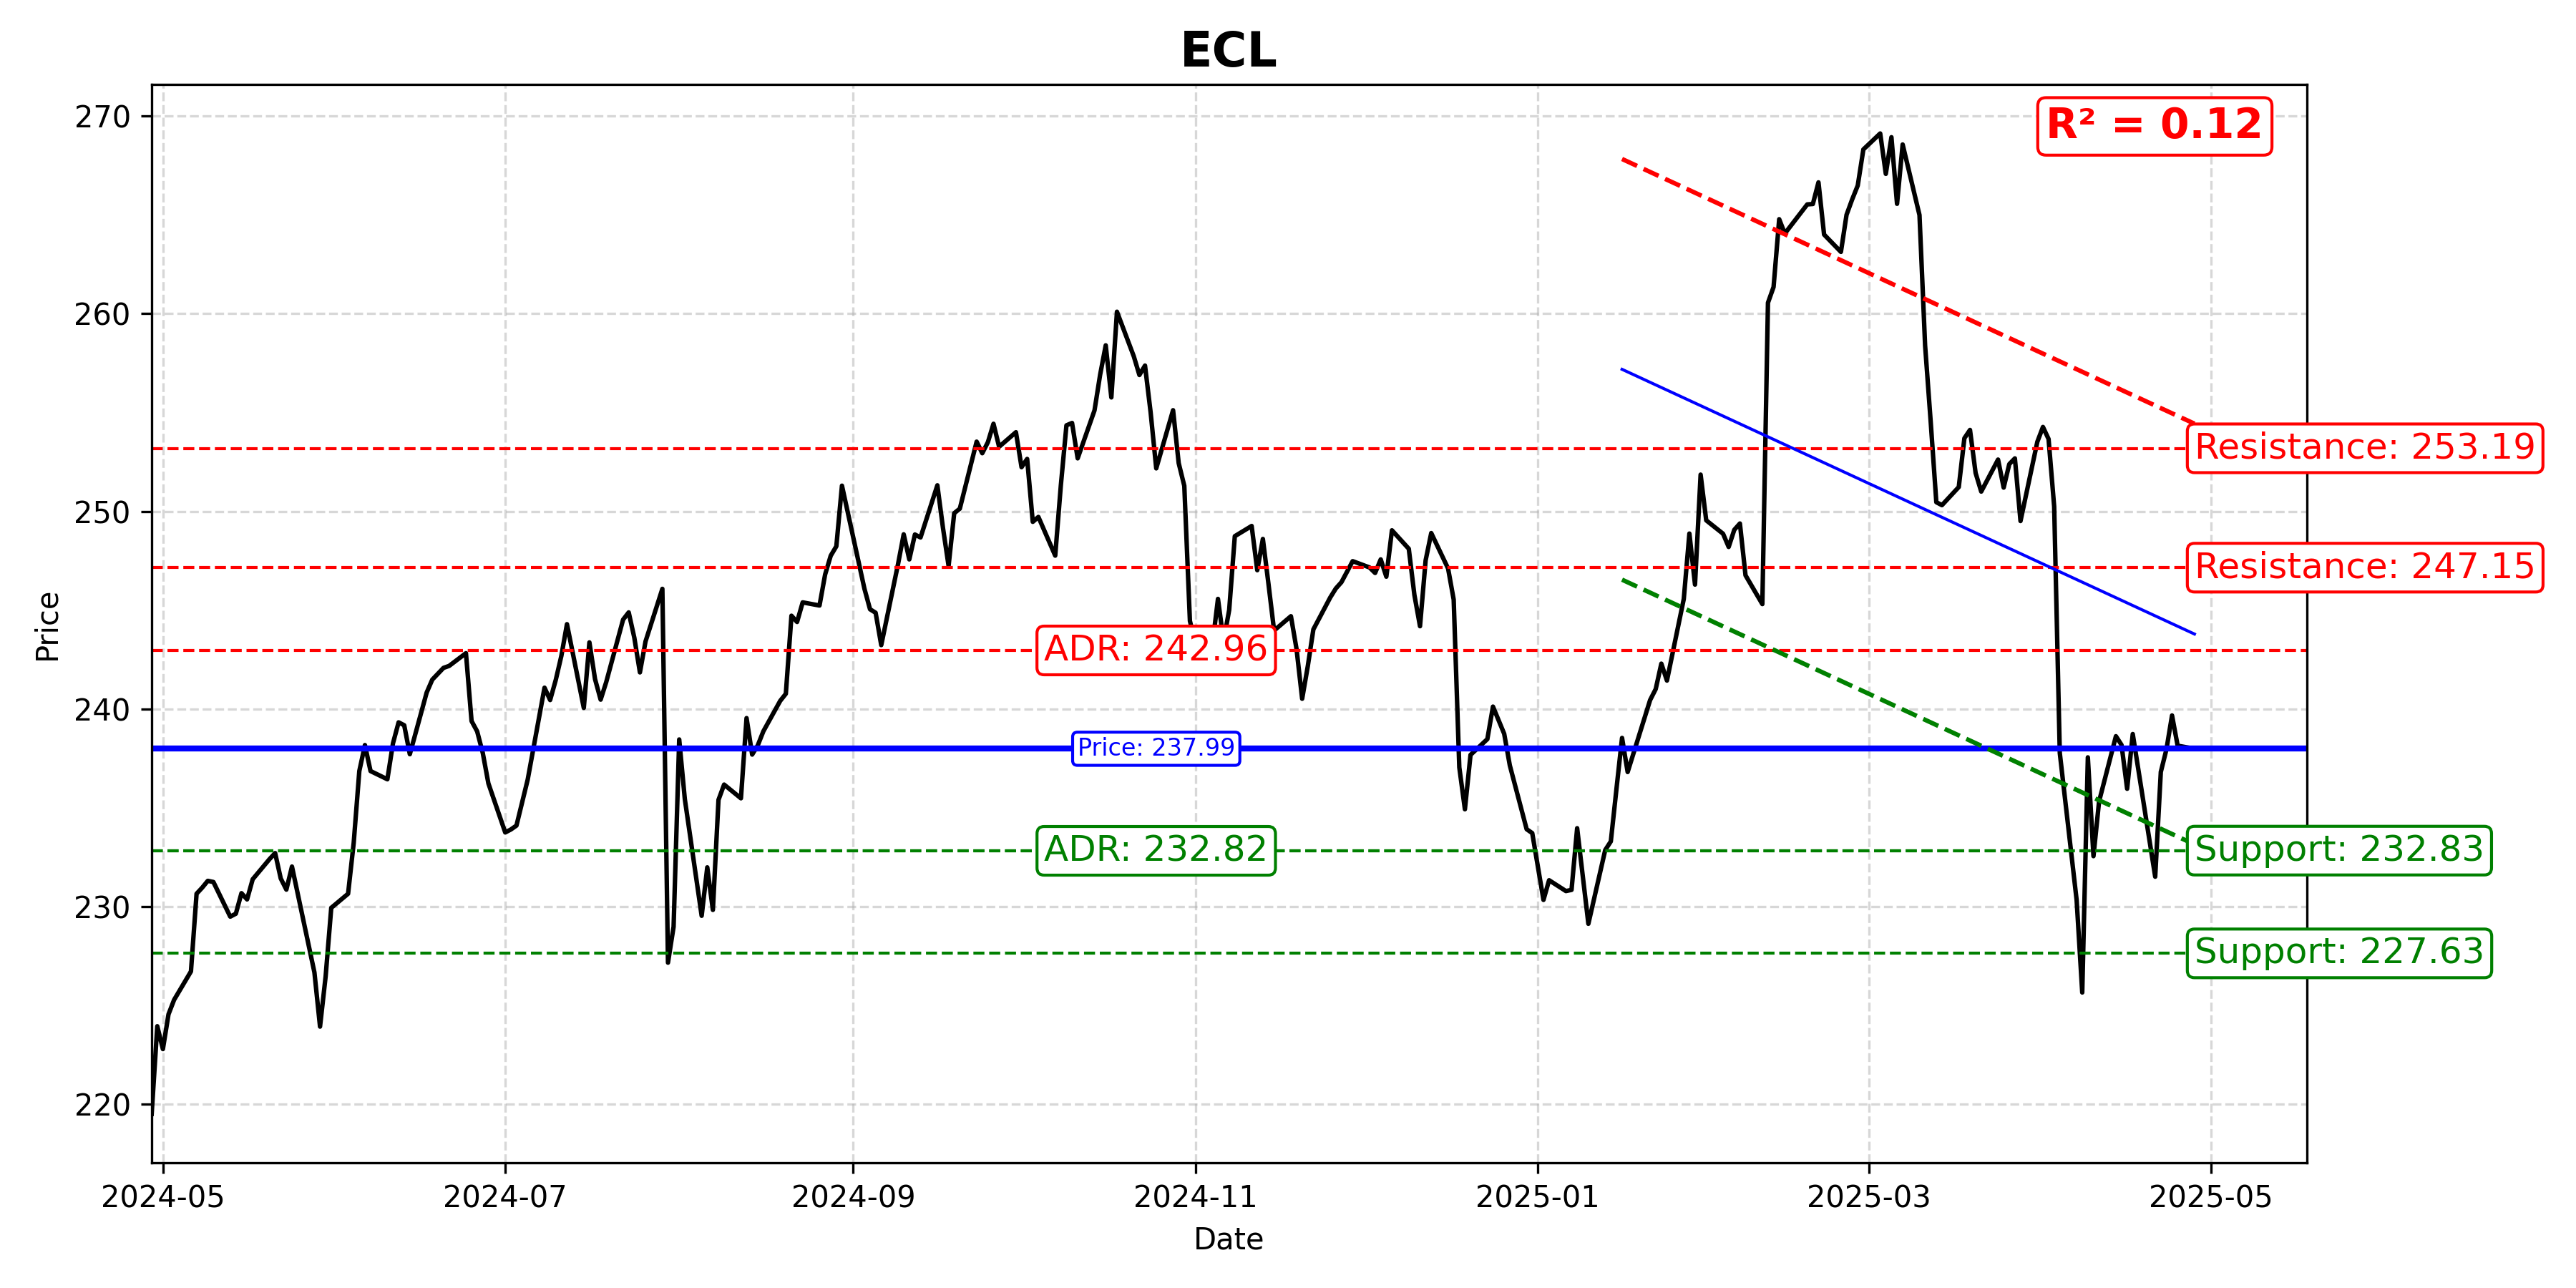 ECL
R² = 0.12
270
260
250
240
230
220
Price
Resistance: 253.19
Resistance: 247.15
ADR: 242.96
Price: 237.99
ADR: 232.82
Support: 232.83
Support: 227.63
2024-05
2024-07
2024-09
2024-11
2025-01
2025-03
2025-05
Date